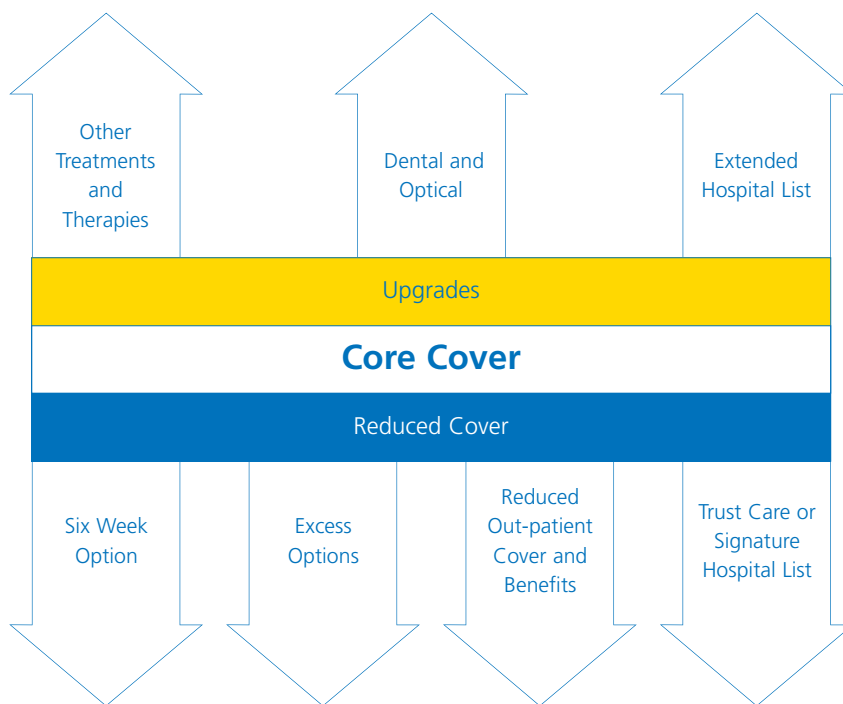 Other
Treatments
and
Therapies
Dental and
Optical
Extended
Hospital List
Upgrades
Core Cover
Reduced Cover
Six Week
Option
Excess
Options
Reduced
Out-patient
Cover and
Benefits
Trust Care or
Signature
Hospital List